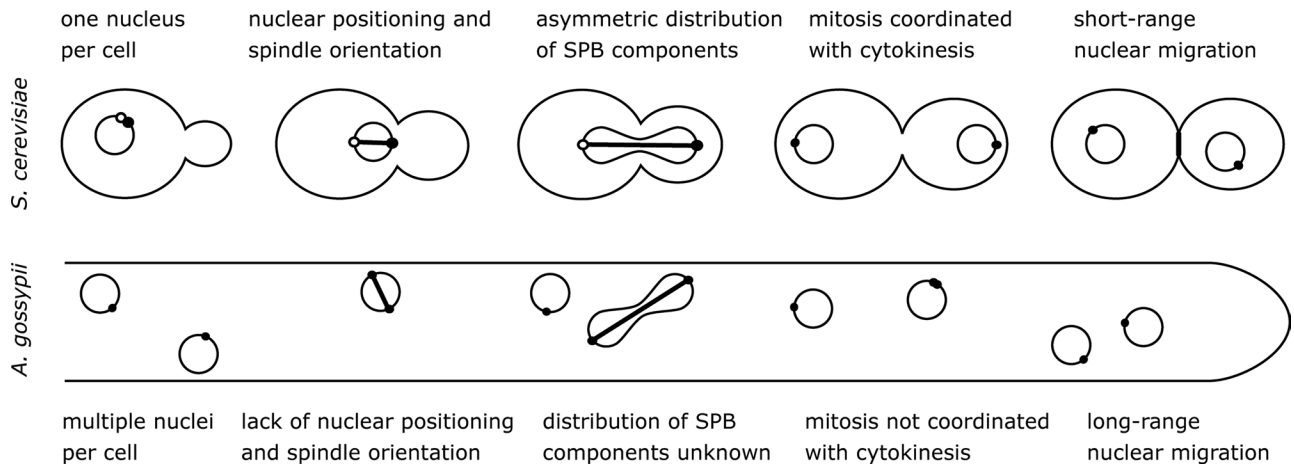 one nucleus
per cell
nuclear positioning and
spindle orientation
asymmetric distribution
of SPB components
mitosis coordinated
with cytokinesis
short-range
nuclear migration
S. cerevisiae
A. gossypii
multiple nuclei
per cell
lack of nuclear positioning
and spindle orientation
distribution of SPB
components unknown
mitosis not coordinated
with cytokinesis
long-range
nuclear migration